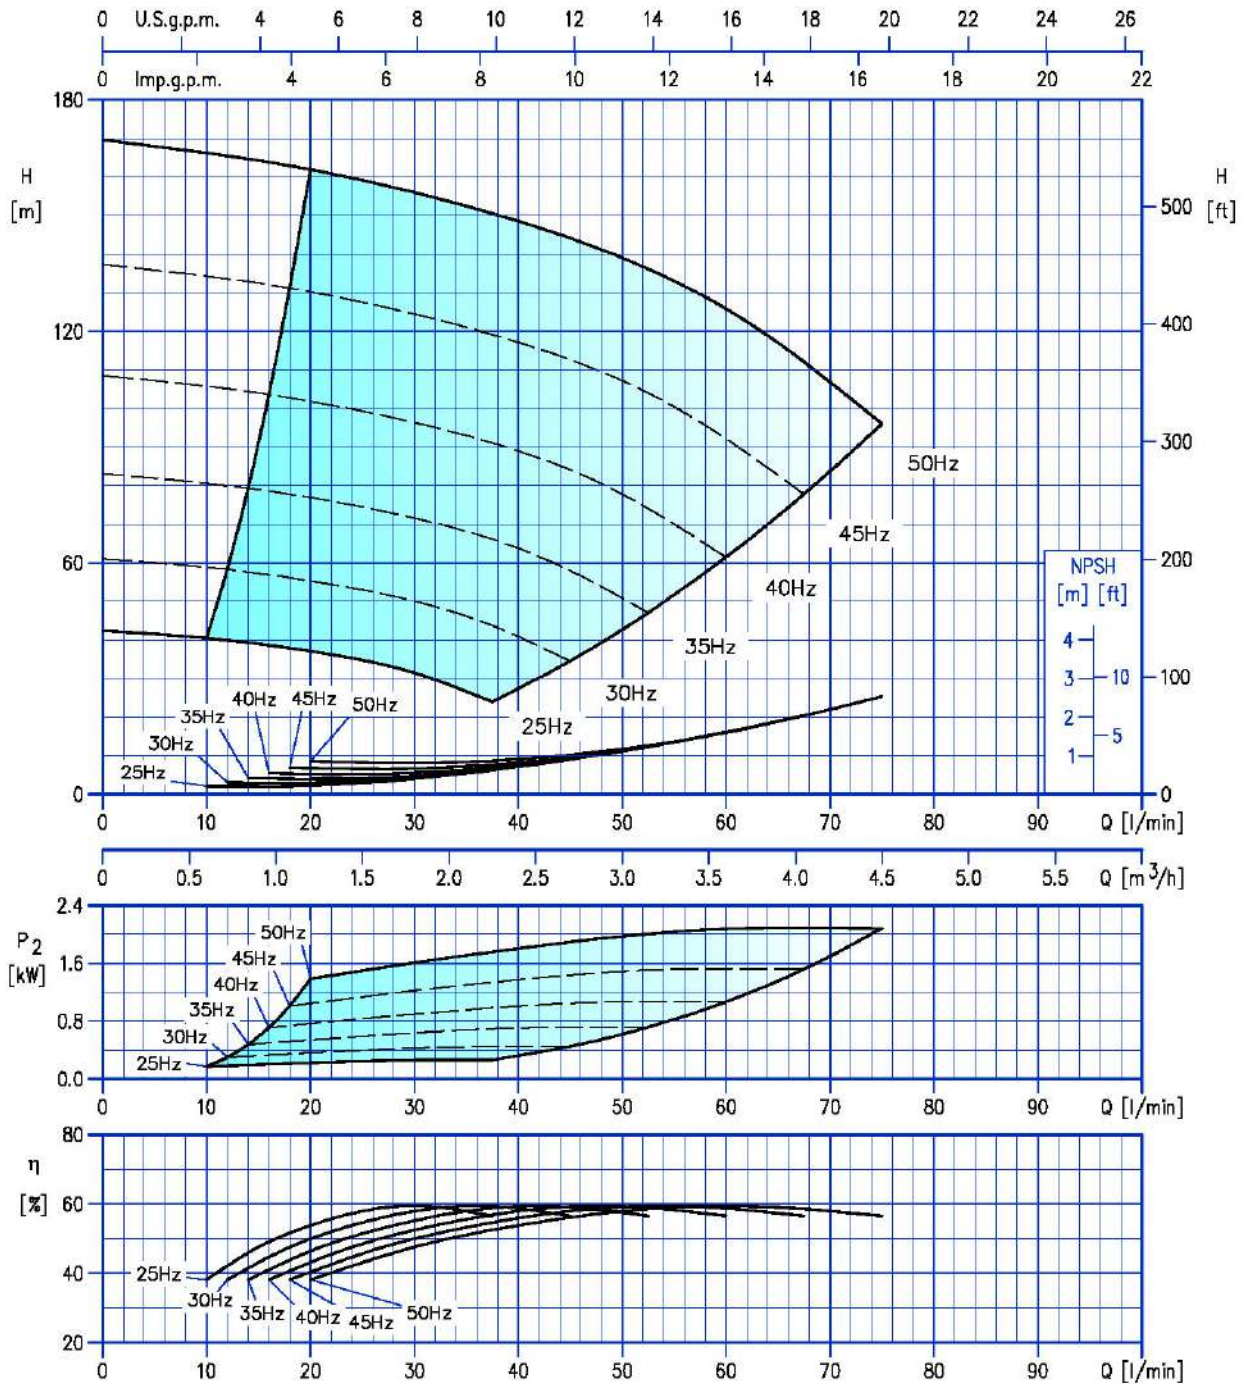 0 U.S.g.p.m. 4 6 8 10 12 14 16 18 20 22 24 26
0 Imp.g.p.m. 4 6 8 10 12 14 16 18 20 22
180
H H
[m] 500 [ft]
120 400
300
50Hz
45Hz
60 200
NPSH
40Hz [m] [ft]
35Hz 4
40Hz 45Hz 50Hz 30Hz 3 10
35Hz 25Hz 100
30Hz 2 5
25Hz 1
0 0
0 10 20 30 40 50 60 70 80 90 Q [l/min]
0 0.5 1.0 1.5 2.0 2.5 3.0 3.5 4.0 4.5 5.0 5.5 Q [m³/h]
2.4
P2 50Hz
[kW] 1.6 45Hz
40Hz
0.8 35Hz
30Hz
25Hz
0.0
0 10 20 30 40 50 60 70 80 90 Q [l/min]
80
η
[%] 60
40
25Hz
30Hz 35Hz 40Hz 45Hz 50Hz
20
0 10 20 30 40 50 60 70 80 90 Q [l/min]